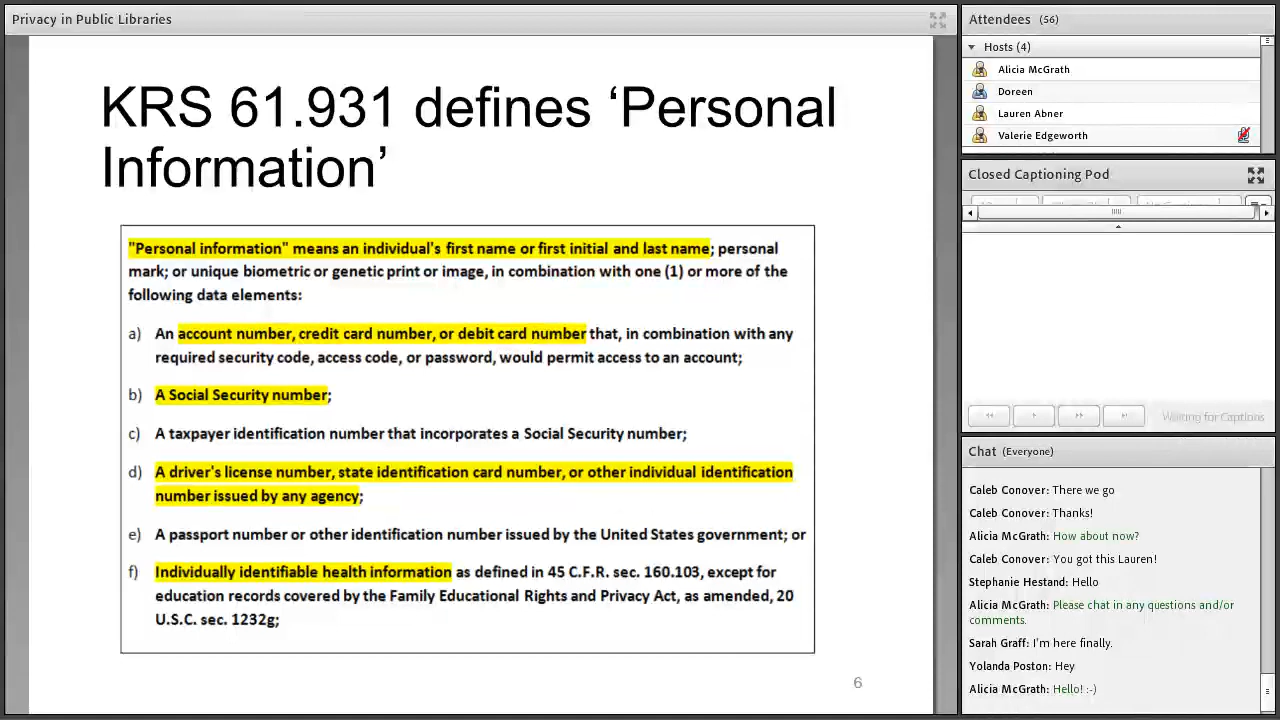 Privacy in Public Libraries
KRS 61.931 defines ‘Personal
Information’
"Personal information" means an individual's first name or first initial and last name; personal
mark; or unique biometric or genetic print or image, in combination with one (1) or more of the
following data elements:
a) An account number, credit card number, or debit card number that, in combination with any
required security code, access code, or password, would permit access to an account;
b) A Social Security number;
c) A taxpayer identification number that incorporates a Social Security number;
d) A driver's license number, state identification card number, or other individual identification
number issued by any agency;
e) A passport number or other identification number issued by the United States government; or
f) Individually identifiable health information as defined in 45 C.F.R. sec. 160.103, except for
education records covered by the Family Educational Rights and Privacy Act, as amended, 20
U.S.C. sec. 1232g;
6
Attendees (56)
Hosts (4)
Alicia McGrath
Doreen
Lauren Abner
Valerie Edgeworth
Closed Captioning Pod
Waiting for Captions
Chat (Everyone)
Caleb Conover: There we go
Caleb Conover: Thanks!
Alicia McGrath: How about now?
Caleb Conover: You got this Lauren!
Stephanie Hestand: Hello
Alicia McGrath: Please chat in any questions and/or
comments.
Sarah Graff: I'm here finally.
Yolanda Poston: Hey
Alicia McGrath: Hello! :-)